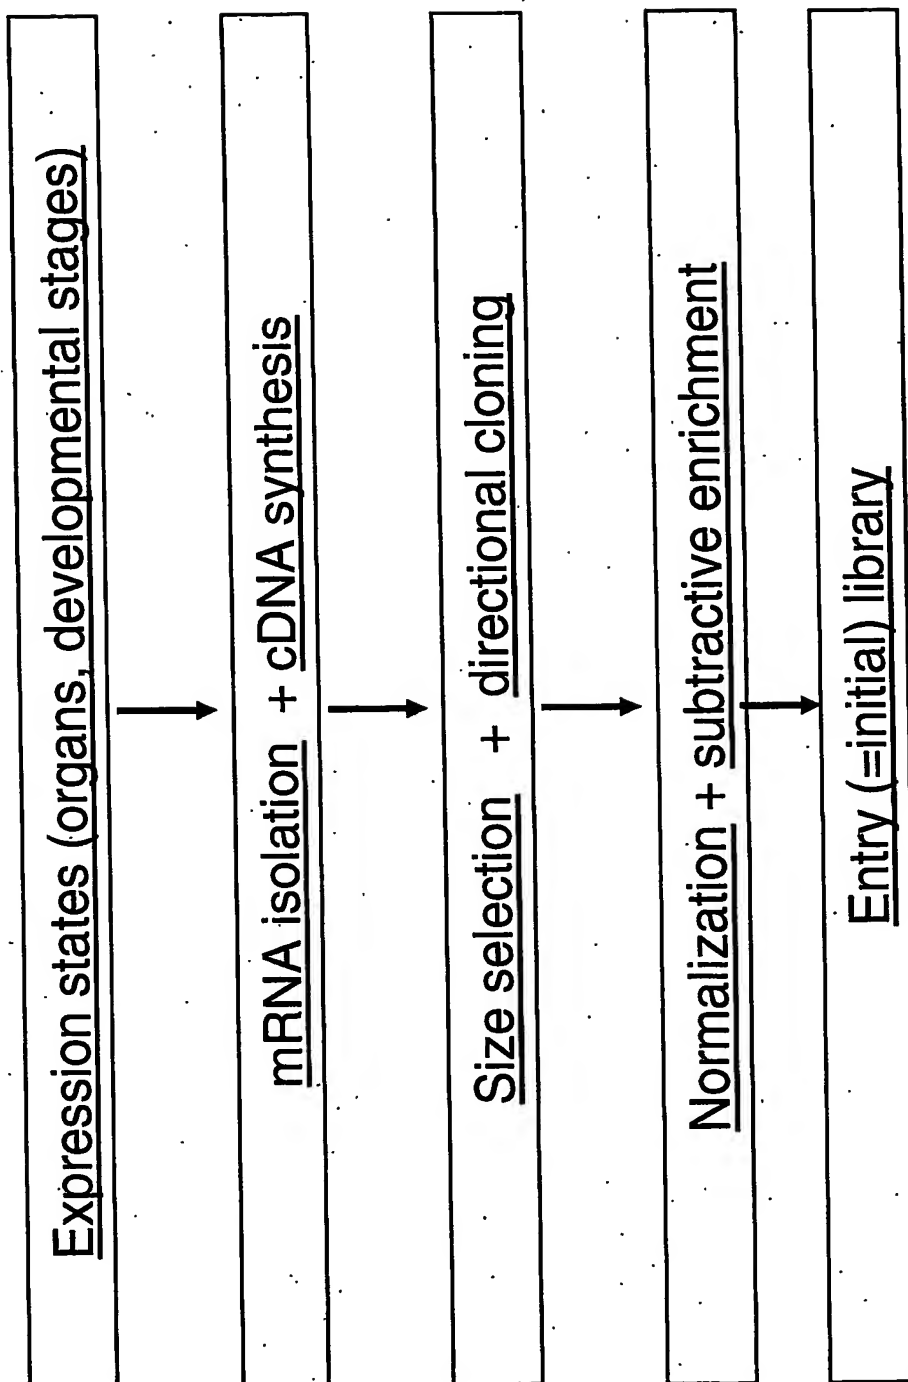 Expression states (organs, developmental stages)
mRNA isolation + cDNA synthesis
Size selection + directional cloning
Normalization + subtractive enrichment
Entry (=initial) library